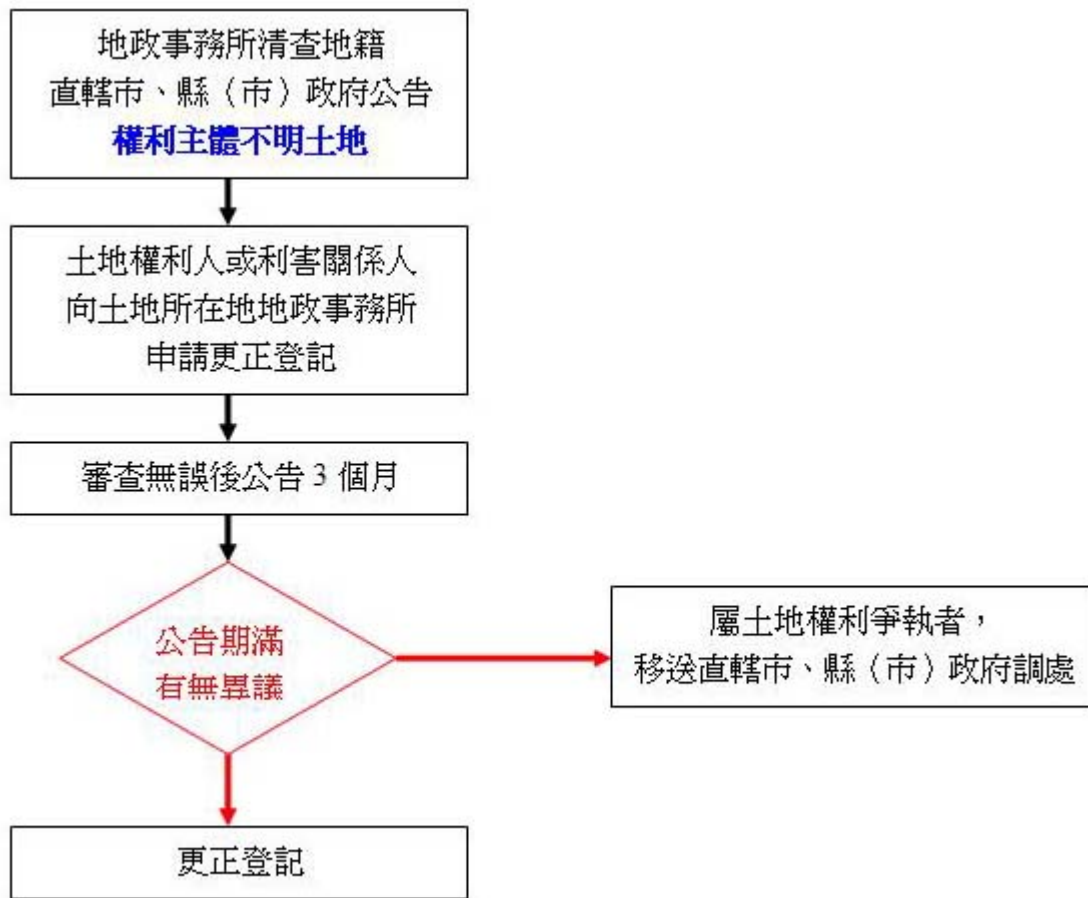 地政事務所清查地籍
直轄市、縣（市）政府公告
權利主體不明土地
土地權利人或利害關係人
向土地所在地地政事務所
申請更正登記
審查無誤後公告 3 個月
公告期滿
有無異議
屬土地權利爭執者，
移送直轄市、縣（市）政府調處
更正登記